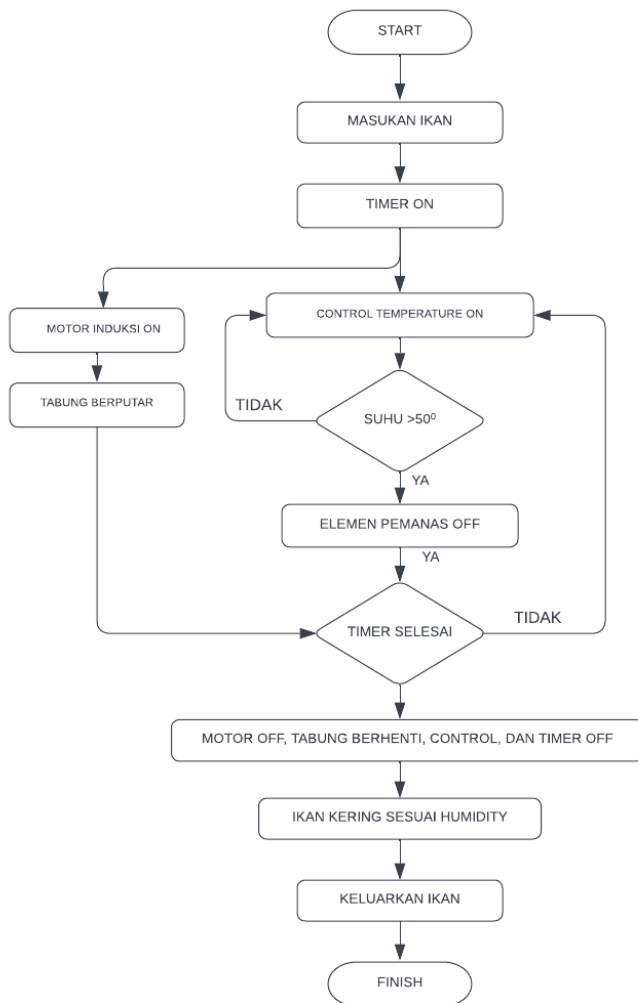 START
MASUKAN IKAN
TIMER ON
MOTOR INDUKSI ON
CONTROL TEMPERATURE ON
TABUNG BERPUTAR
TIDAK
SUHU >50⁰
YA
ELEMEN PEMANAS OFF
YA
TIMER SELESAI
TIDAK
MOTOR OFF, TABUNG BERHENTI, CONTROL, DAN TIMER OFF
IKAN KERING SESUAI HUMIDITY
KELUARKAN IKAN
FINISH